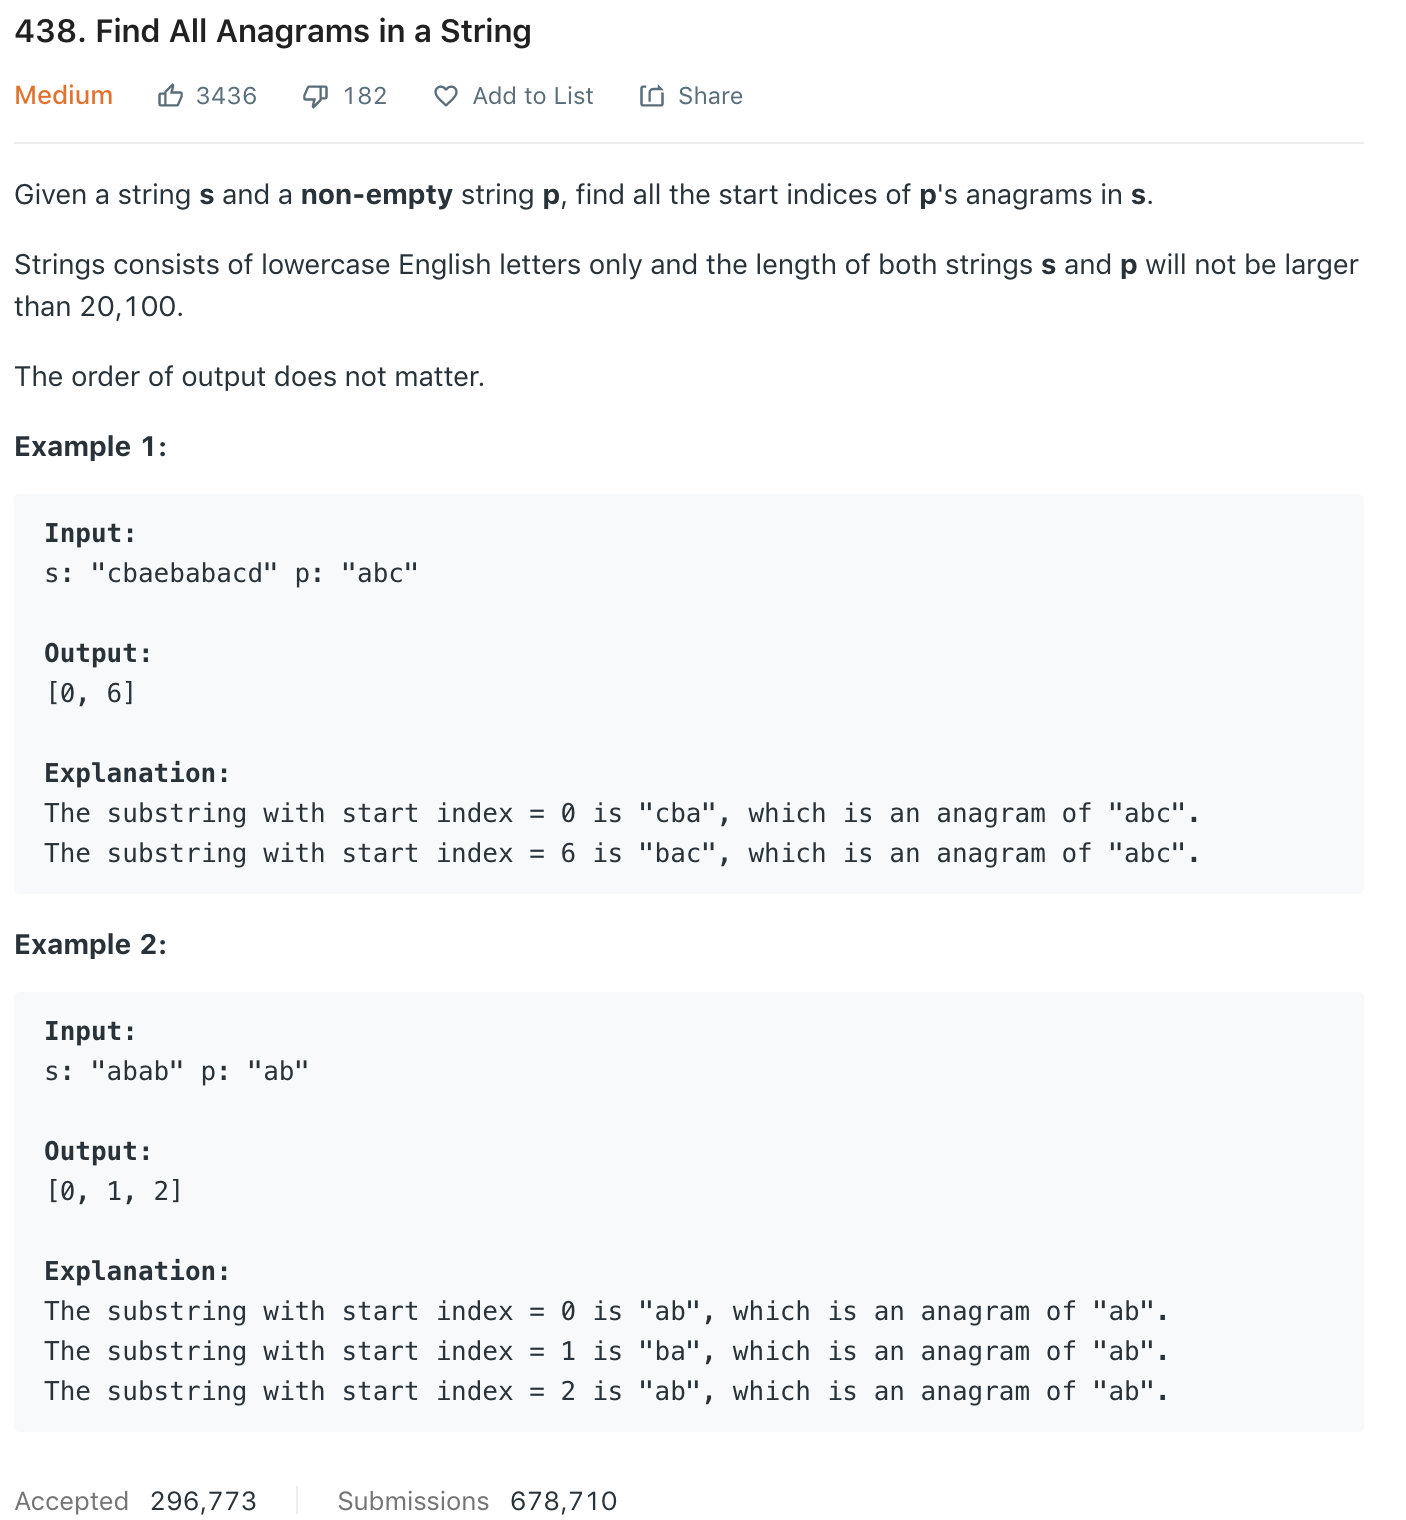 438. Find All Anagrams in a String
Medium 3436 182 Add to List Share
Given a string s and a non-empty string p, find all the start indices of p's anagrams in s.
Strings consists of lowercase English letters only and the length of both strings s and p will not be larger
than 20,100.
The order of output does not matter.
Example 1:
Input:
s: "cbaebabacd" p: "abc"
Output:
[0, 6]
Explanation:
The substring with start index = 0 is "cba", which is an anagram of "abc".
The substring with start index = 6 is "bac", which is an anagram of "abc".
Example 2:
Input:
s: "abab" p: "ab"
Output:
[0, 1, 2]
Explanation:
The substring with start index = 0 is "ab", which is an anagram of "ab".
The substring with start index = 1 is "ba", which is an anagram of "ab".
The substring with start index = 2 is "ab", which is an anagram of "ab".
Accepted 296,773 Submissions 678,710